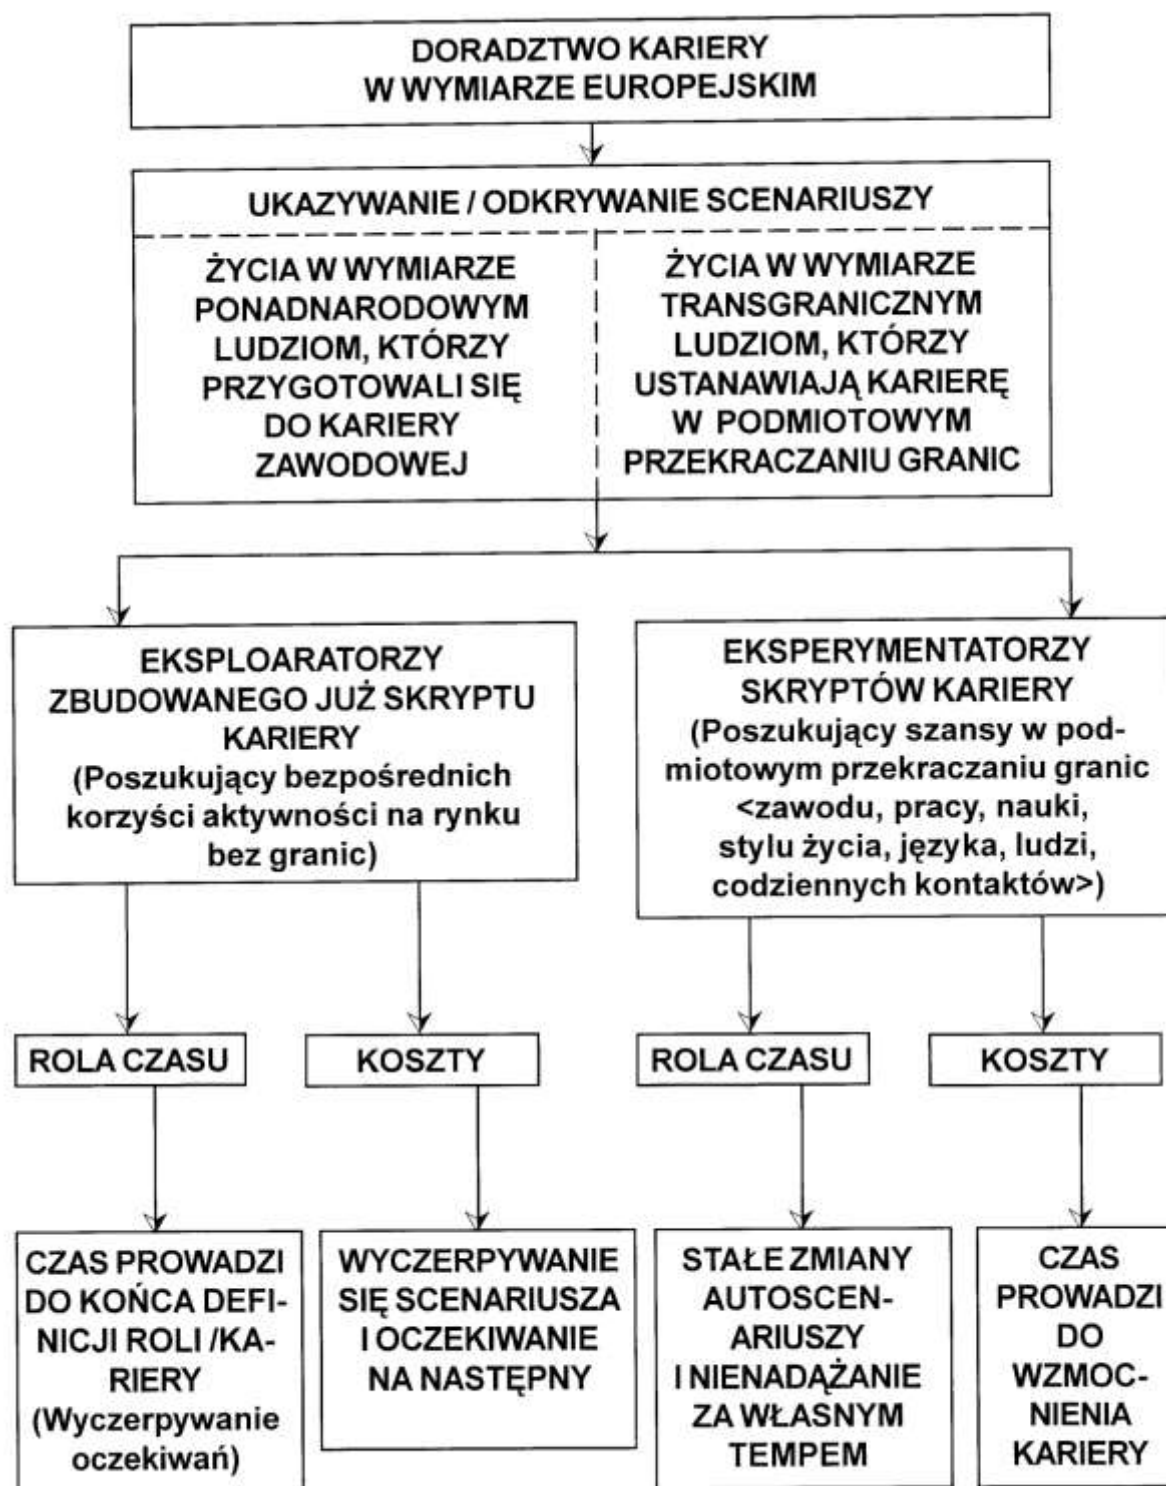 DORADZTWO KARIERY
W WYMIARZE EUROPEJSKIM
UKAZYWANIE / ODKRYWANIE SCENARIUSZY
ŻYCIA W WYMIARZE
PONADNARODOWYM
LUDZIOM, KTÓRZY
PRZYGOTOWALI SIĘ
DO KARIERY
ZAWODOWEJ
ŻYCIA W WYMIARZE
TRANSGRANICZNYM
LUDZIOM, KTÓRZY
USTANAWIAJĄ KARIERĘ
W PODMIOTOWYM
PRZEKRACZANIU GRANIC
EKSPLOARATORZY
ZBUDOWANEGO JUŻ SKRYPTU
KARIERY
(Poszukujący bezpośrednich
korzyści aktywności na rynku
bez granic)
EKSPERYMENTATORZY
SKRYPTÓW KARIERY
(Poszukujący szansy w pod-
miotowym przekraczaniu granic
<zawodu, pracy, nauki,
stylu życia, języka, ludzi,
codziennych kontaktów>)
ROLA CZASU
KOSZTY
ROLA CZASU
KOSZTY
CZAS PROWADZI
DO KOŃCA DEFI-
NICJI ROLI /KA-
RIERY
(Wyczerpywanie
oczekiwań)
WYCZERPYWANIE
SIĘ SCENARIUSZA
I OCZEKIWANIE
NA NASTĘPNY
STAŁE ZMIANY
AUTOSCEN-
ARIUSZY
I NIENADĄŻANIE
ZA WŁASNYM
TEMPEM
CZAS
PROWADZI
DO
WZMOC-
NIENIA
KARIERY